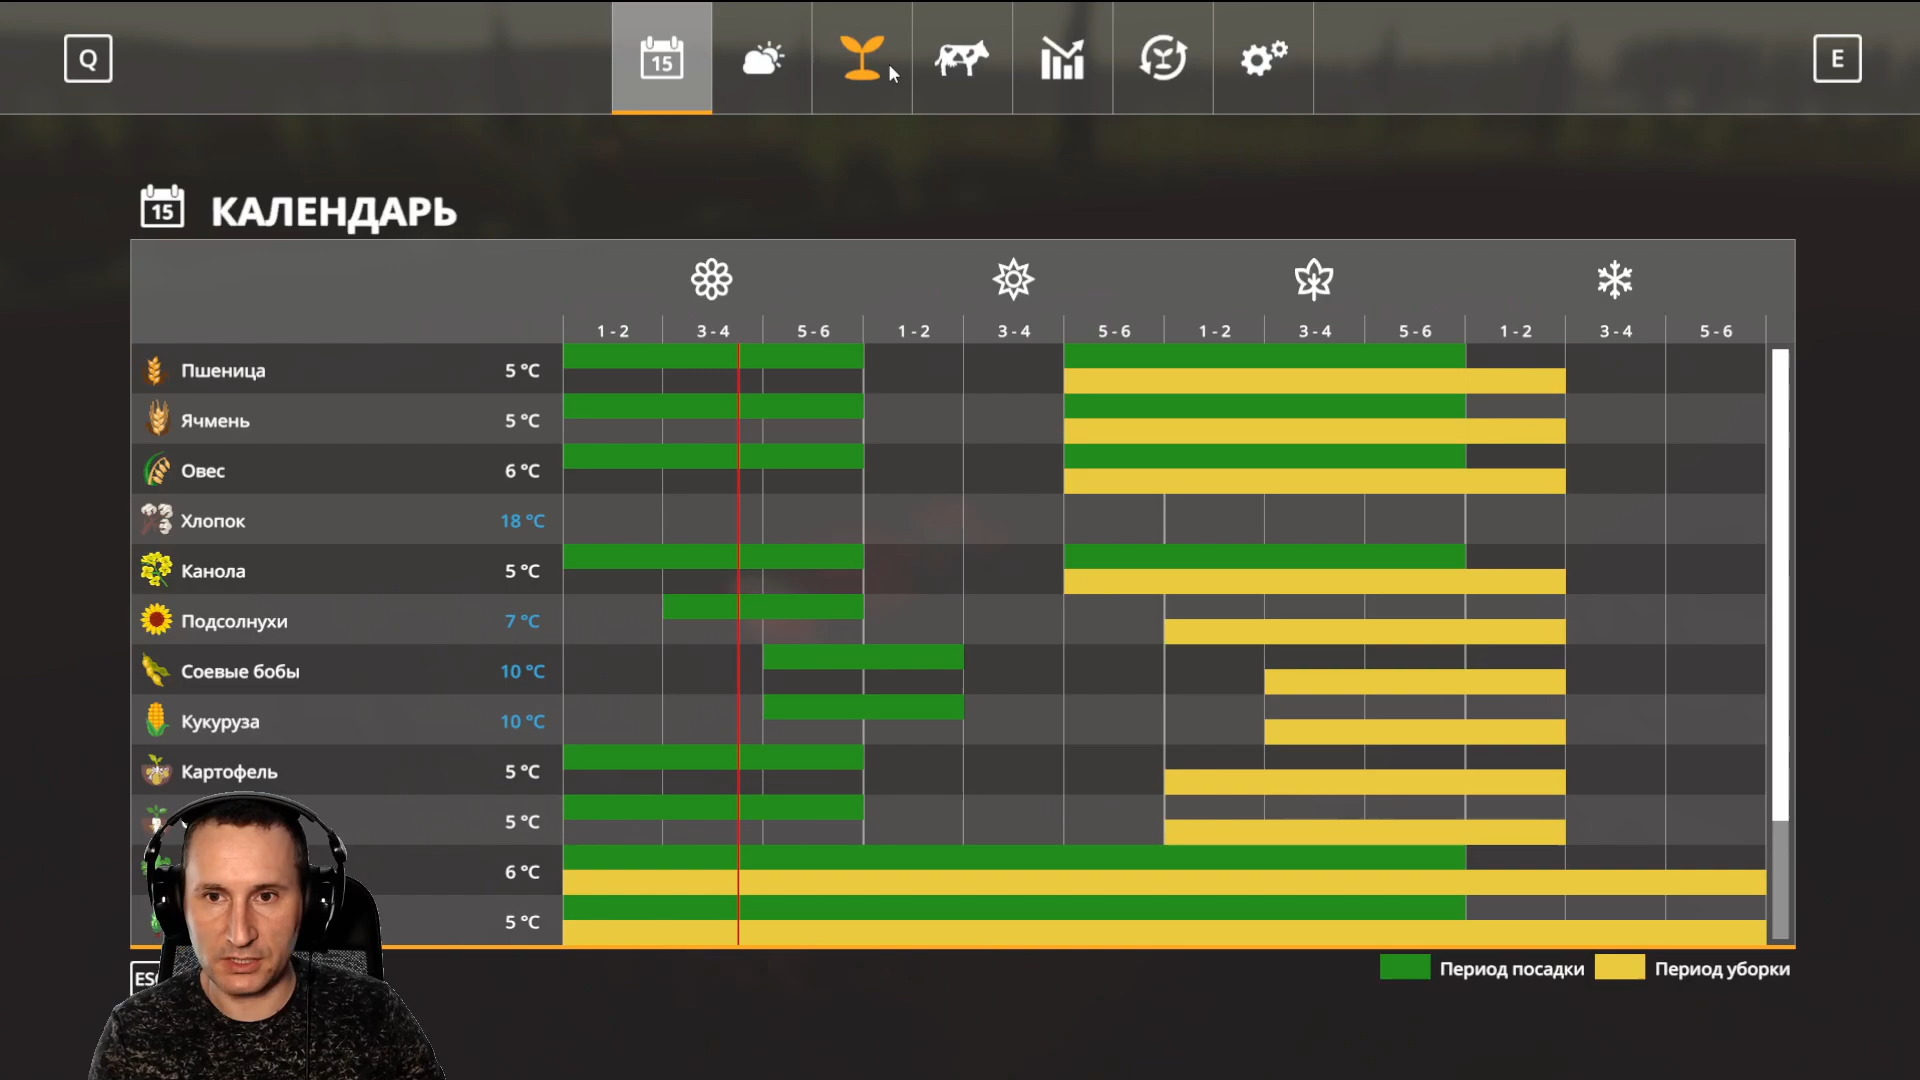 Q
15
E
15 КАЛЕНДАРЬ
1 - 2 3 - 4 5 - 6 1 - 2 3 - 4 5 - 6 1 - 2 3 - 4 5 - 6 1 - 2 3 - 4 5 - 6
Пшеница 5 °C
Ячмень 5 °C
Овес 6 °C
Хлопок 18 °C
Канола 5 °C
Подсолнухи 7 °C
Соевые бобы 10 °C
Кукуруза 10 °C
Картофель 5 °C
5 °C
6 °C
5 °C
ESC
Период посадки Период уборки